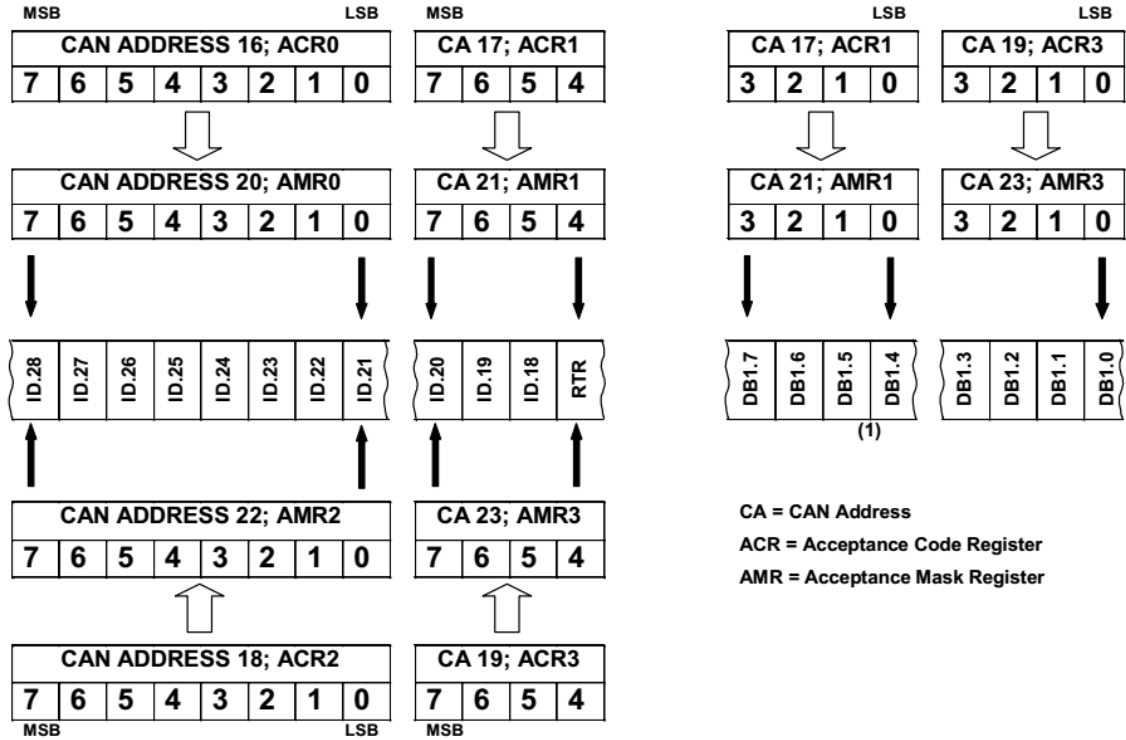 MSB LSB MSB LSB LSB
CAN ADDRESS 16; ACR0 CA 17; ACR1 CA 17; ACR1 CA 19; ACR3
7 6 5 4 3 2 1 0 7 6 5 4 3 2 1 0 3 2 1 0
CAN ADDRESS 20; AMR0 CA 21; AMR1 CA 21; AMR1 CA 23; AMR3
7 6 5 4 3 2 1 0 7 6 5 4 3 2 1 0 3 2 1 0
ID.28 ID.27 ID.26 ID.25 ID.24 ID.23 ID.22 ID.21 ID.20 ID.19 ID.18 RTR DB1.7 DB1.6 DB1.5 DB1.4 DB1.3 DB1.2 DB1.1 DB1.0
(1)
CAN ADDRESS 22; AMR2 CA 23; AMR3
7 6 5 4 3 2 1 0 7 6 5 4
CA = CAN Address
ACR = Acceptance Code Register
AMR = Acceptance Mask Register
CAN ADDRESS 18; ACR2 CA 19; ACR3
7 6 5 4 3 2 1 0 7 6 5 4
MSB LSB MSB